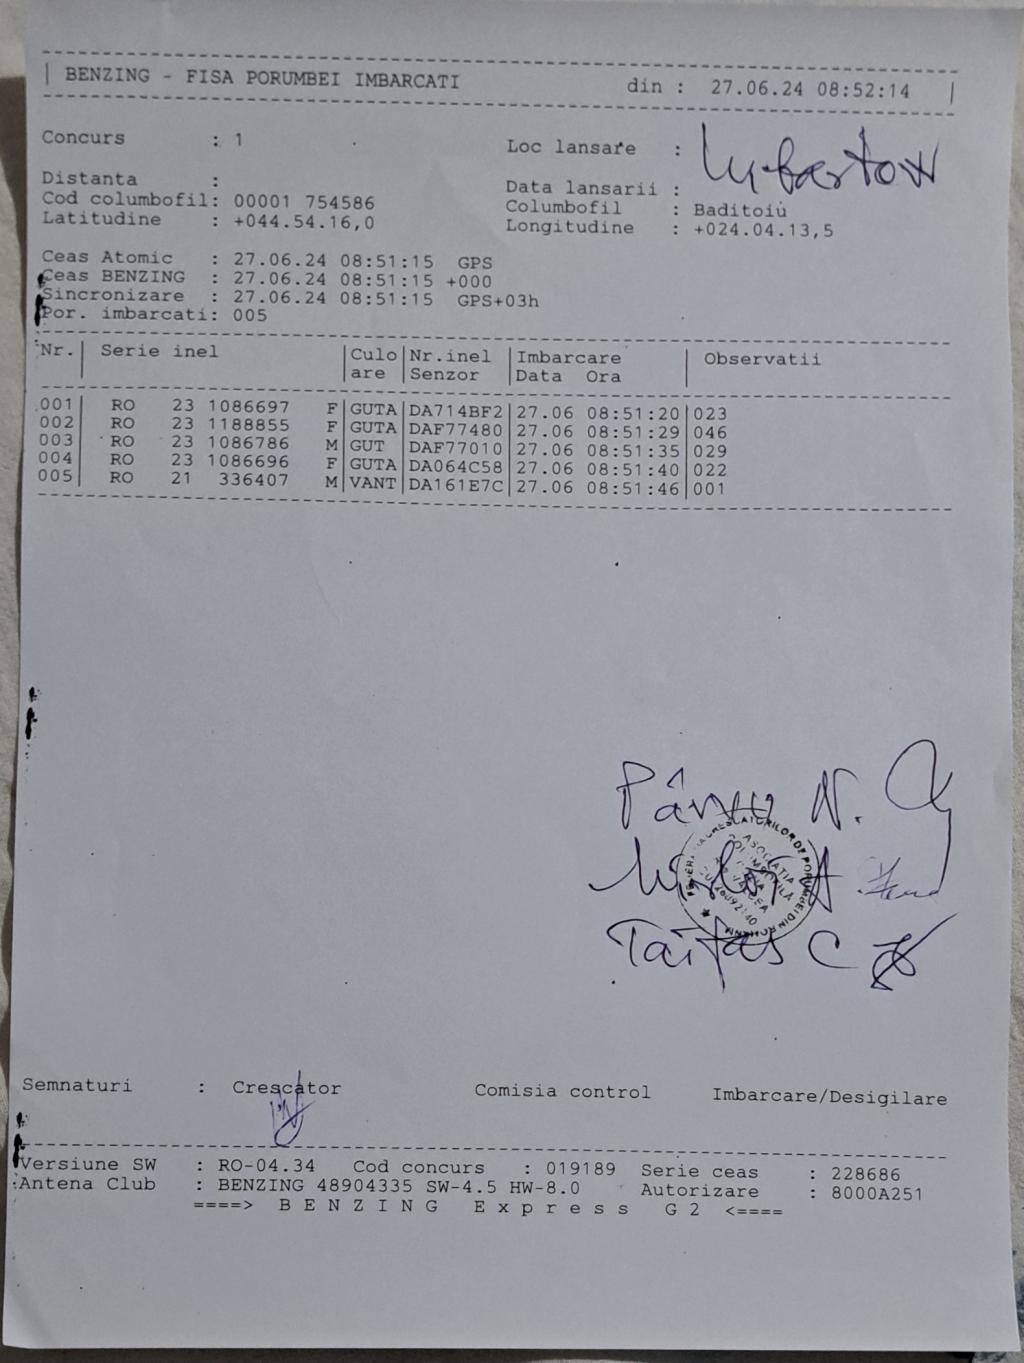 BENZING - FISA PORUMBEI IMBARCATI din : 27.06.24 08:52:14
Concurs : 1 Loc lansare : Lubartow
Distanta : Data lansarii :
Cod columbofil: 00001 754586 Columbofil : Baditoiu
Latitudine : +044.54.16,0 Longitudine : +024.04.13,5
Ceas Atomic : 27.06.24 08:51:15 GPS
Ceas BENZING : 27.06.24 08:51:15 +000
Sincronizare : 27.06.24 08:51:15 GPS+03h
Por. imbarcati: 005
Nr. Serie inel Culo Nr.inel Imbarcare Observatii
are Senzor Data Ora
001 RO 23 1086697 F GUTA DA714BF2 27.06 08:51:20 023
002 RO 23 1188855 F GUTA DAF77480 27.06 08:51:29 046
003 RO 23 1086786 M GUT DAF77010 27.06 08:51:35 029
004 RO 23 1086696 F GUTA DA064C58 27.06 08:51:40 022
005 RO 21 336407 M VANT DA161E7C 27.06 08:51:46 001
Pârvu N.
A.
Taifas C
Semnaturi : Crescator Comisia control Imbarcare/Desigilare
Versiune SW : RO-04.34 Cod concurs : 019189 Serie ceas : 228686
Antena Club : BENZING 48904335 SW-4.5 HW-8.0 Autorizare : 8000A251
====> B E N Z I N G E x p r e s s G 2 <====